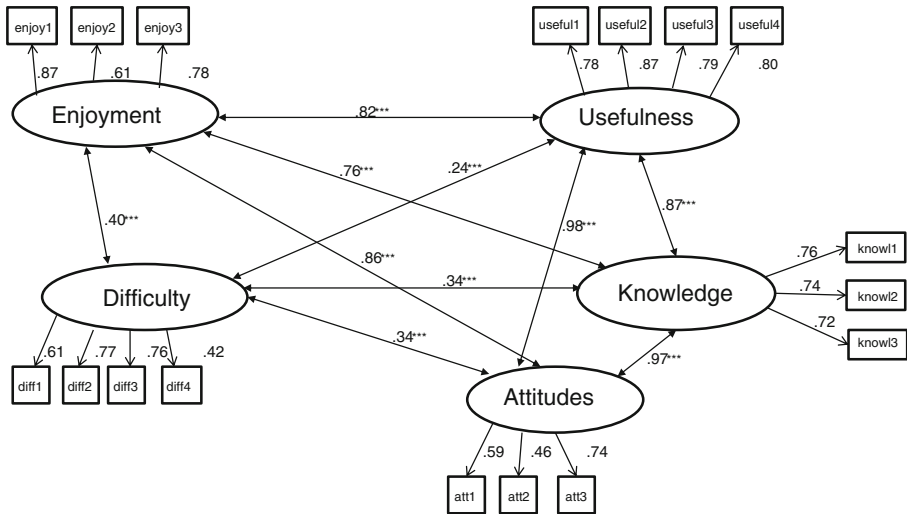 enjoy1 enjoy2 enjoy3
useful1 useful2 useful3 useful4
.87 .61 .78
.78 .87 .79 .80
Enjoyment
Usefulness
.82***
.76***
.24***
.40***
.98***
.87***
.86***
.34***
Difficulty
Knowledge
.76
knowl1
.74
knowl2
.72
knowl3
.34***
.97***
.61 .77 .76 .42
diff1 diff2 diff3 diff4
Attitudes
.59 .46 .74
att1 att2 att3